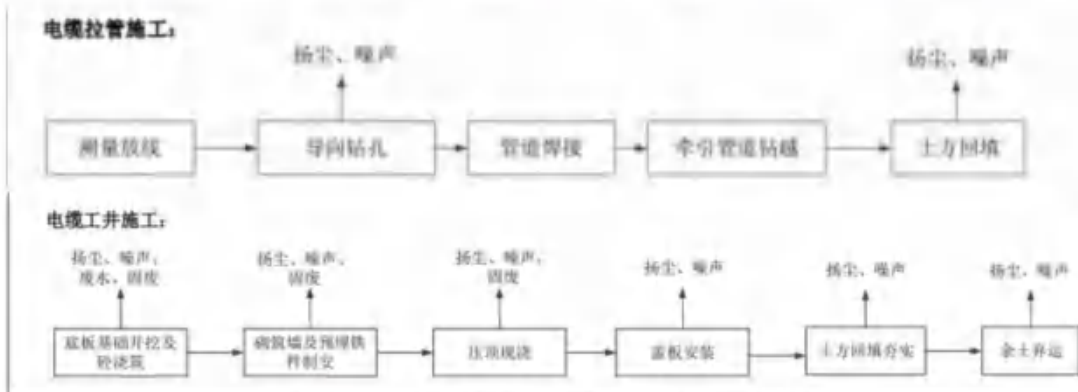 电缆拉管施工:
扬尘、噪声
扬尘、噪声
测量放线
导向钻孔
管道焊接
牵引管道钻越
土方回填
电缆工井施工:
扬尘、噪声、
废水、固废
扬尘、噪声、
固废
扬尘、噪声、
固废
扬尘、噪声
扬尘、噪声
扬尘、噪声
底板基础开挖及
砼浇筑
砌筑墙及预埋铁
件制安
压顶现浇
盖板安装
土方回填夯实
余土弃运